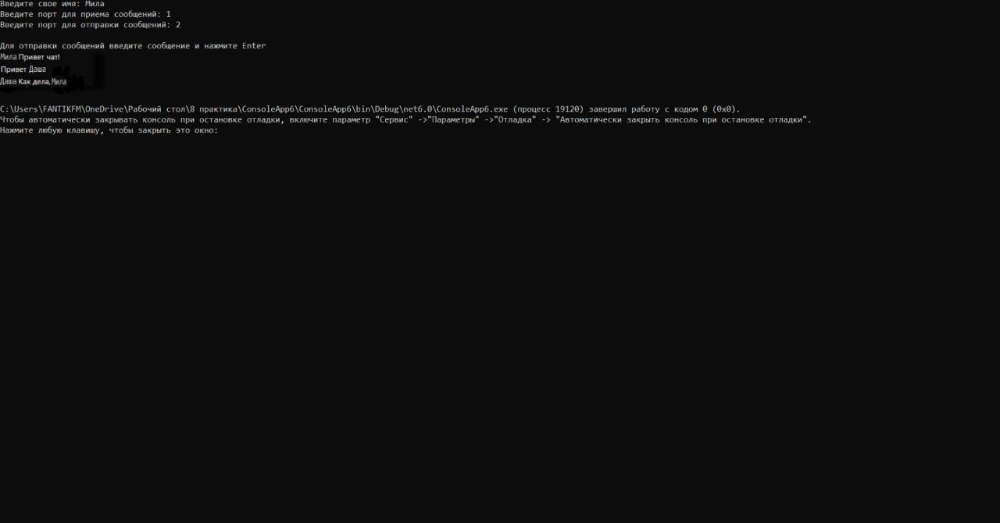 Введите свое имя: Мила
Введите порт для приема сообщений: 1
Введите порт для отправки сообщений: 2
Для отправки сообщений введите сообщение и нажмите Enter
Мила Привет чат!
Привет Даша
Даша Как дела,Мила
C:\Users\FANTIKFM\OneDrive\Рабочий стол\8 практика\ConsoleApp6\ConsoleApp6\bin\Debug\net6.0\ConsoleApp6.exe (процесс 19120) завершил работу с кодом 0 (0x0).
Чтобы автоматически закрывать консоль при остановке отладки, включите параметр "Сервис" ->"Параметры" ->"Отладка" -> "Автоматически закрыть консоль при остановке отладки".
Нажмите любую клавишу, чтобы закрыть это окно: